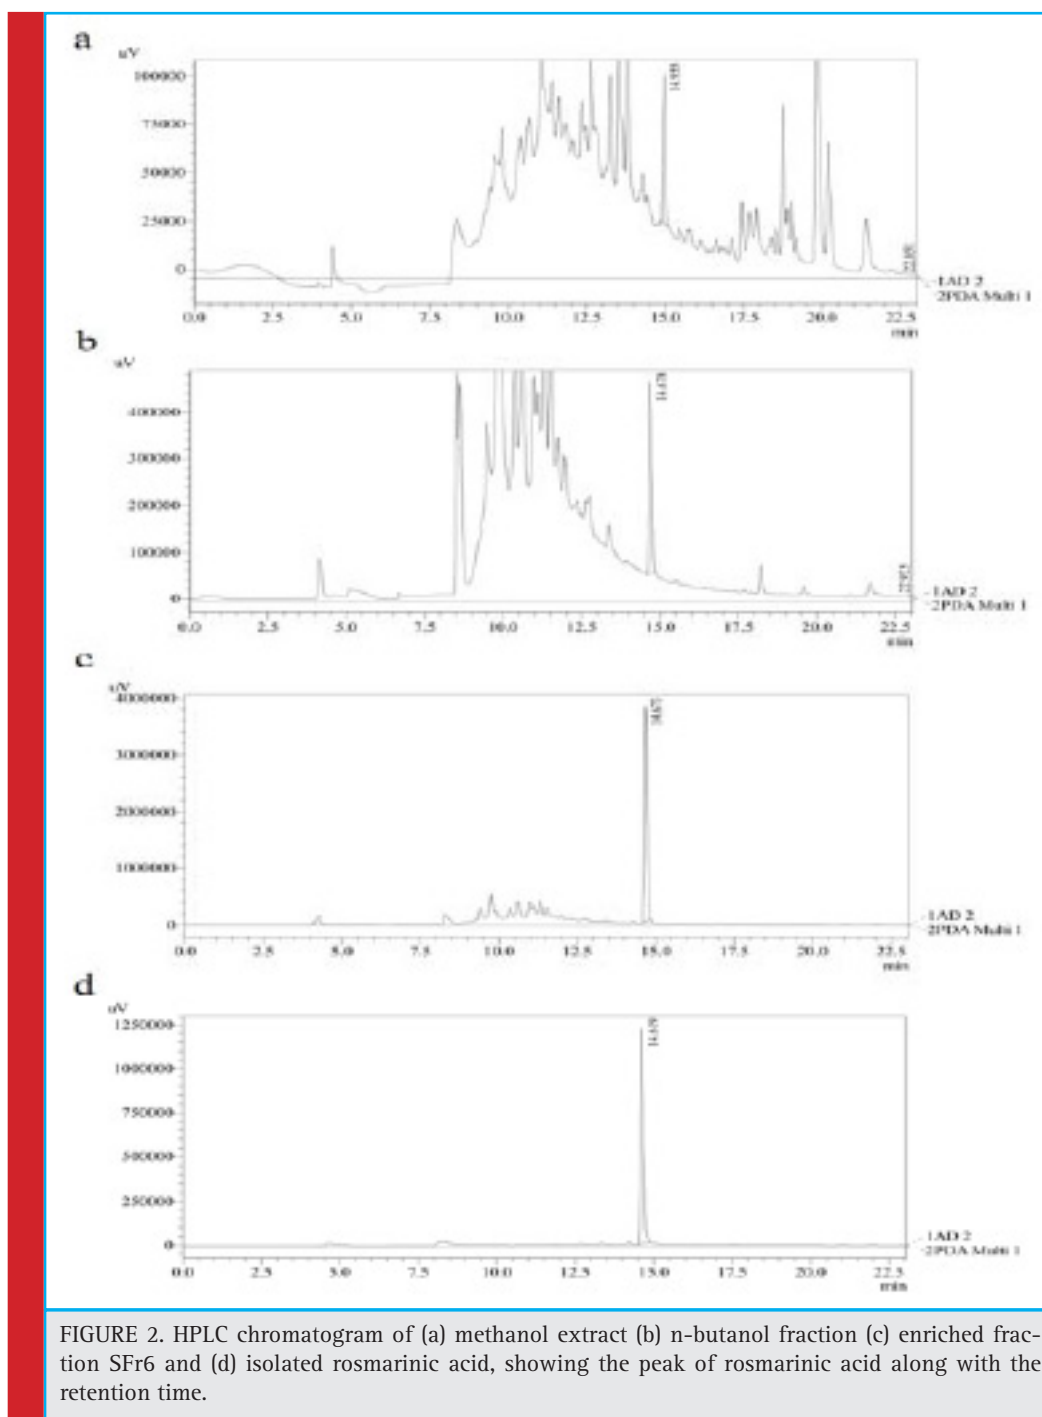 a
uV
100000
75000
50000
25000
0
0.0 2.5 5.0 7.5 10.0 12.5 15.0 17.5 20.0 22.5
min
1AD 2
2PDA Multi 1
b
uV
400000
300000
200000
100000
0
0.0 2.5 5.0 7.5 10.0 12.5 15.0 17.5 20.0 22.5
min
1AD 2
2PDA Multi 1
c
uV
4000000
3000000
2000000
1000000
0
0.0 2.5 5.0 7.5 10.0 12.5 15.0 17.5 20.0 22.5
min
1AD 2
2PDA Multi 1
d
uV
1250000
1000000
750000
500000
250000
0
0.0 2.5 5.0 7.5 10.0 12.5 15.0 17.5 20.0 22.5
min
1AD 2
2PDA Multi 1
FIGURE 2. HPLC chromatogram of (a) methanol extract (b) n-butanol fraction (c) enriched frac-
tion SFr6 and (d) isolated rosmarinic acid, showing the peak of rosmarinic acid along with the
retention time.